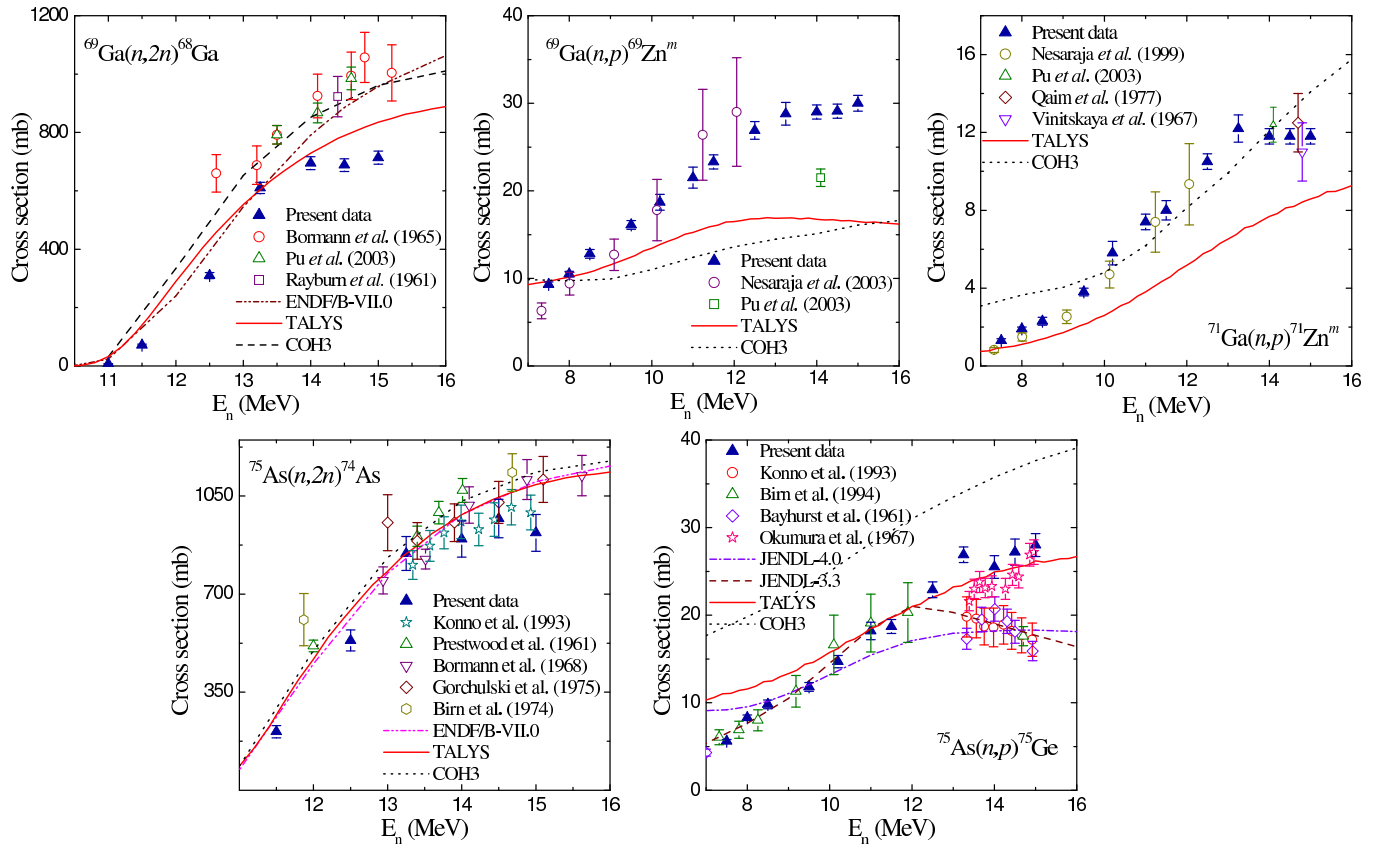 1200
800
400
0
Cross section (mb)
⁶⁹Ga(n,2n)⁶⁸Ga
Present data
Bormann et al. (1965)
Pu et al. (2003)
Rayburn et al. (1961)
ENDF/B-VII.0
TALYS
COH3
11 12 13 14 15 16
Eₙ (MeV)
40
30
20
10
0
Cross section (mb)
⁶⁹Ga(n,p)⁶⁹Znᵐ
Present data
Nesaraja et al. (2003)
Pu et al. (2003)
TALYS
COH3
8 10 12 14 16
Eₙ (MeV)
18
12
6
0
Cross section (mb)
Present data
Nesaraja et al. (1999)
Pu et al. (2003)
Qaim et al. (1977)
Vinitskaya et al. (1967)
TALYS
COH3
⁷¹Ga(n,p)⁷¹Znᵐ
8 10 12 14 16
Eₙ (MeV)
1050
700
350
Cross section (mb)
⁷⁵As(n,2n)⁷⁴As
Present data
Konno et al. (1993)
Prestwood et al. (1961)
Bormann et al. (1968)
Gorchulski et al. (1975)
Birn et al. (1974)
ENDF/B-VII.0
TALYS
COH3
12 13 14 15 16
Eₙ (MeV)
40
30
20
10
0
Cross section (mb)
Present data
Konno et al. (1993)
Birn et al. (1994)
Bayhurst et al. (1961)
Okumura et al. (1967)
JENDL-4.0
JENDL-3.3
TALYS
COH3
⁷⁵As(n,p)⁷⁵Ge
8 10 12 14 16
Eₙ (MeV)